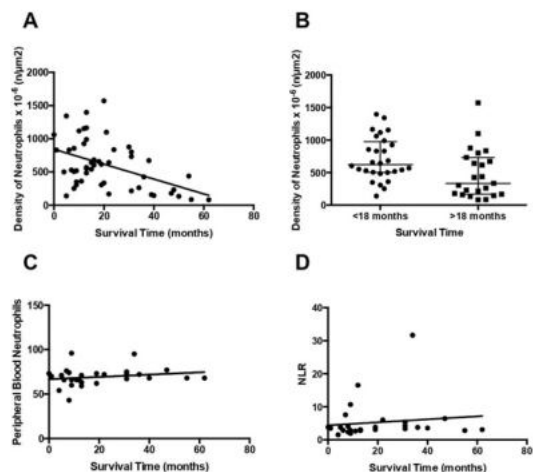 A
Density of Neutrophils x 10-6 (n/µm2)
2000
1500
1000
500
0
0 20 40 60 80
Survival Time (months)
B
Density of Neutrophils x 10-6 (n/µm2)
2000
1500
1000
500
0
<18 months >18 months
Survival Time
C
Peripheral Blood Neutrophils
150
100
50
0
0 20 40 60 80
Survival Time (months)
D
NLR
40
30
20
10
0
0 20 40 60 80
Survival Time (months)